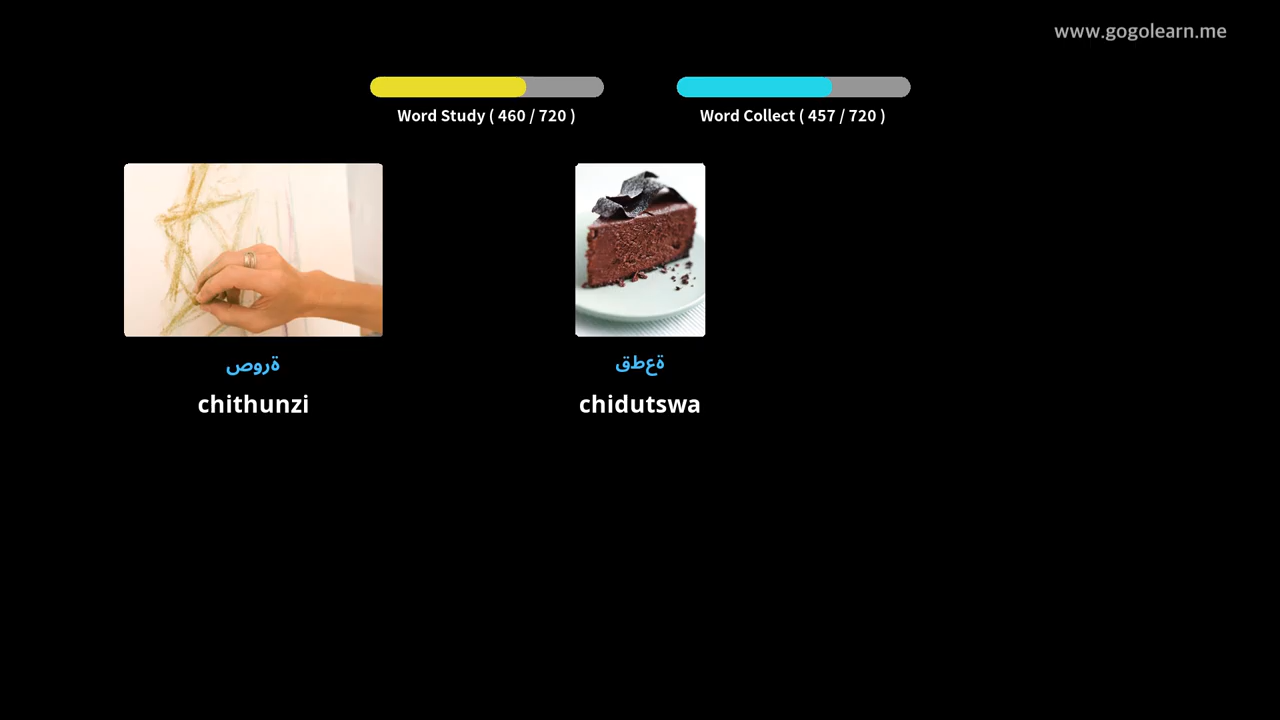 www.gogolearn.me
Word Study ( 460 / 720 )
Word Collect ( 457 / 720 )
ةروص
chithunzi
ةعطق
chidutswa